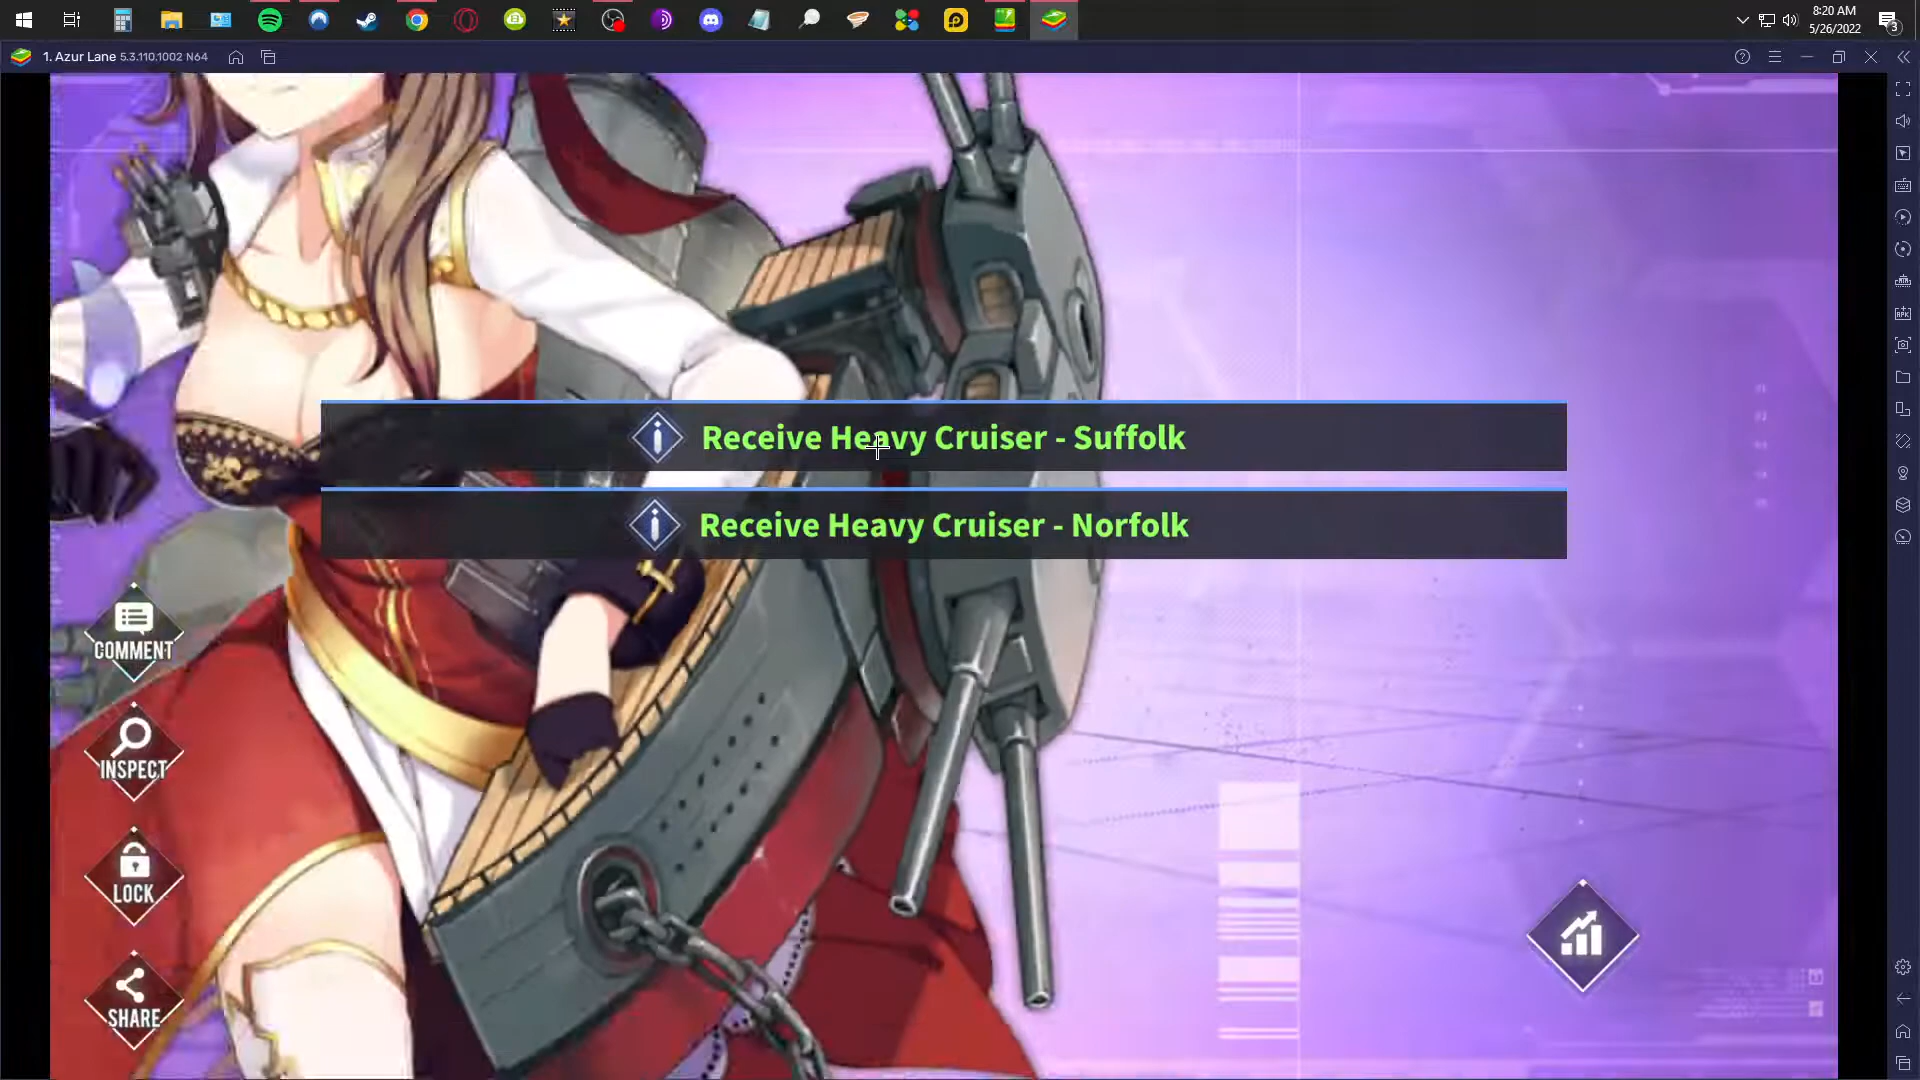 8:20 AM
5/26/2022
3
1. Azur Lane 5.3.110.1002 N64
Receive Heavy Cruiser - Suffolk
Receive Heavy Cruiser - Norfolk
COMMENT
INSPECT
LOCK
SHARE